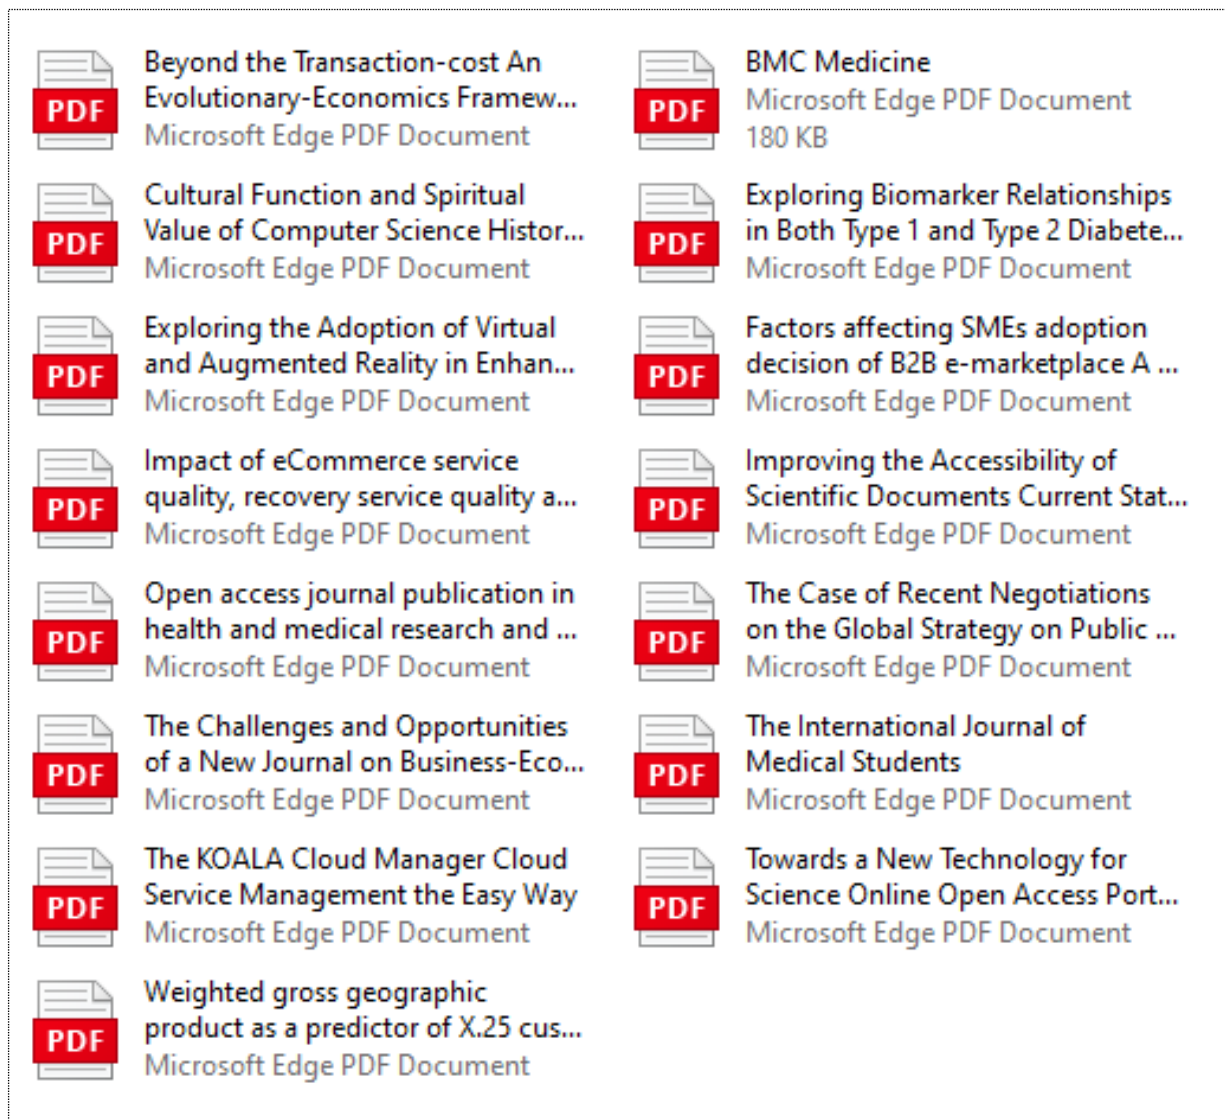 PDF
Beyond the Transaction-cost An
Evolutionary-Economics Framew...
Microsoft Edge PDF Document
PDF
BMC Medicine
Microsoft Edge PDF Document
180 KB
PDF
Cultural Function and Spiritual
Value of Computer Science Histor...
Microsoft Edge PDF Document
PDF
Exploring Biomarker Relationships
in Both Type 1 and Type 2 Diabete...
Microsoft Edge PDF Document
PDF
Exploring the Adoption of Virtual
and Augmented Reality in Enhan...
Microsoft Edge PDF Document
PDF
Factors affecting SMEs adoption
decision of B2B e-marketplace A ...
Microsoft Edge PDF Document
PDF
Impact of eCommerce service
quality, recovery service quality a...
Microsoft Edge PDF Document
PDF
Improving the Accessibility of
Scientific Documents Current Stat...
Microsoft Edge PDF Document
PDF
Open access journal publication in
health and medical research and ...
Microsoft Edge PDF Document
PDF
The Case of Recent Negotiations
on the Global Strategy on Public ...
Microsoft Edge PDF Document
PDF
The Challenges and Opportunities
of a New Journal on Business-Eco...
Microsoft Edge PDF Document
PDF
The International Journal of
Medical Students
Microsoft Edge PDF Document
PDF
The KOALA Cloud Manager Cloud
Service Management the Easy Way
Microsoft Edge PDF Document
PDF
Towards a New Technology for
Science Online Open Access Port...
Microsoft Edge PDF Document
PDF
Weighted gross geographic
product as a predictor of X.25 cus...
Microsoft Edge PDF Document